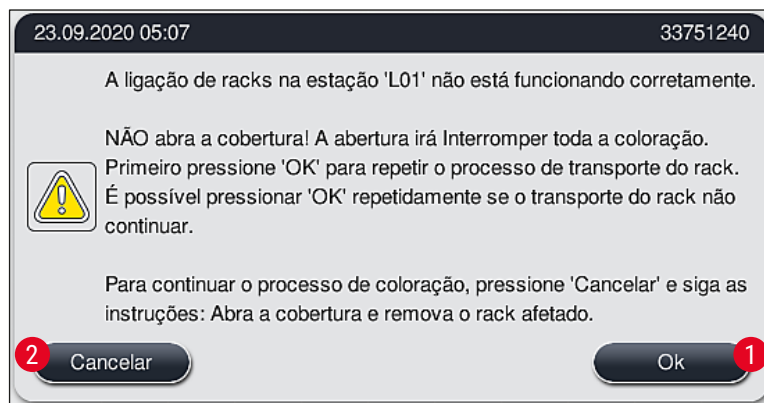 23.09.2020 05:07 33751240
A ligação de racks na estação 'L01' não está funcionando corretamente.
NÃO abra a cobertura! A abertura irá Interromper toda a coloração.
Primeiro pressione 'OK' para repetir o processo de transporte do rack.
É possível pressionar 'OK' repetidamente se o transporte do rack não
continuar.
Para continuar o processo de coloração, pressione 'Cancelar' e siga as
instruções: Abra a cobertura e remova o rack afetado.
2 Cancelar Ok 1